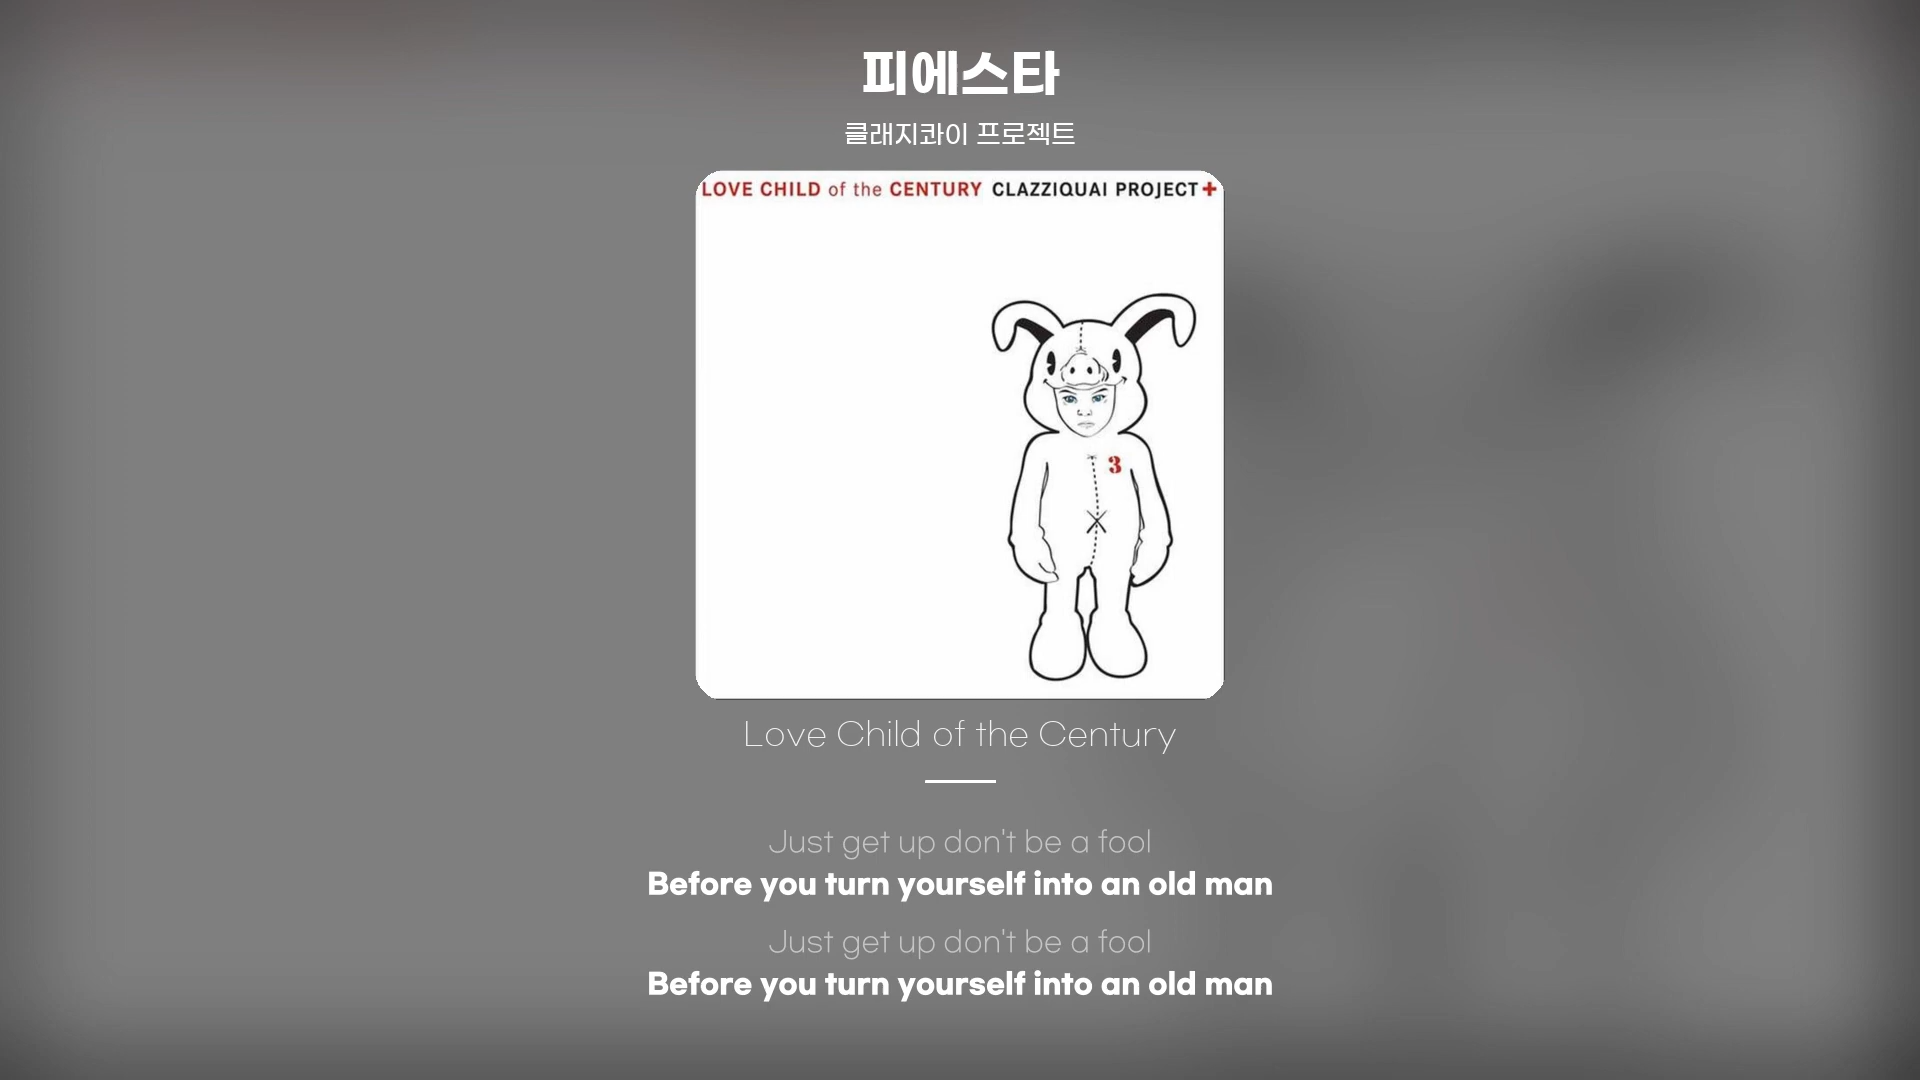 피에스타
클래지콰이 프로젝트
LOVE CHILD of the CENTURY CLAZZIQUAI PROJECT+
3
Love Child of the Century
Just get up don't be a fool
Before you turn yourself into an old man
Just get up don't be a fool
Before you turn yourself into an old man